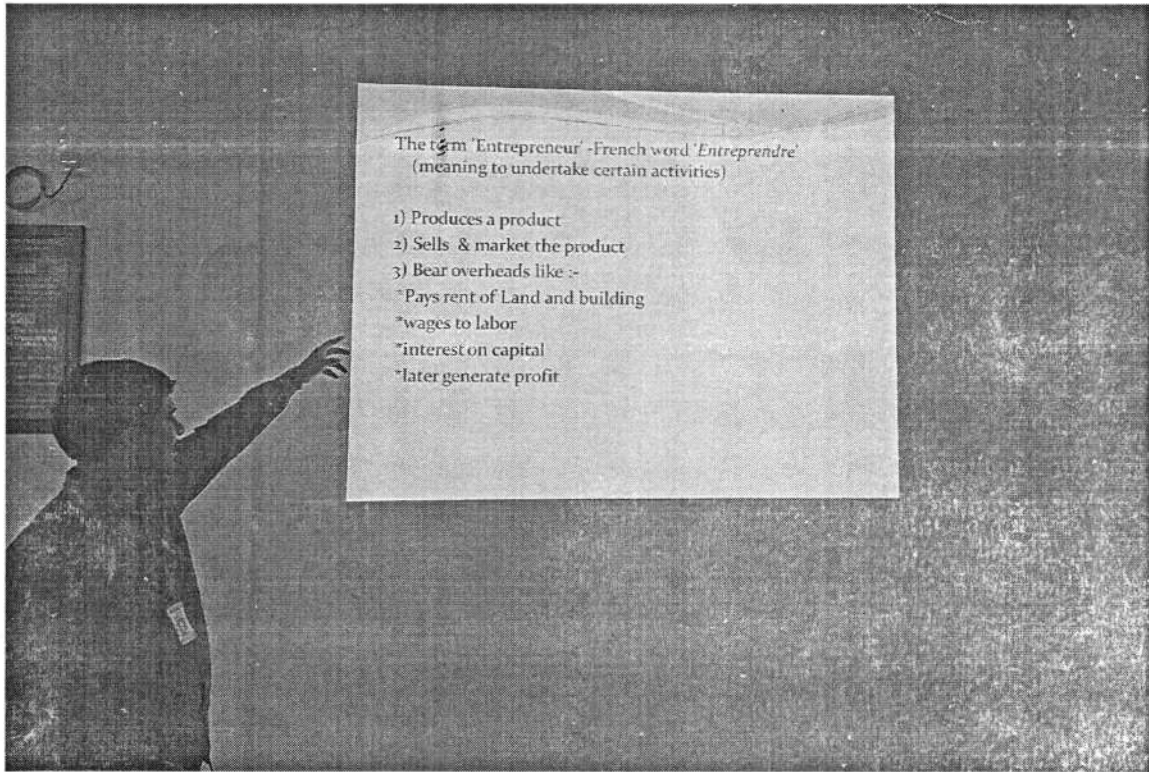 The term 'Entrepreneur' -French word 'Entreprendre'
(meaning to undertake certain activities)
1) Produces a product
2) Sells & market the product
3) Bear overheads like :-
*Pays rent of Land and building
*wages to labor
*interest on capital
*later generate profit